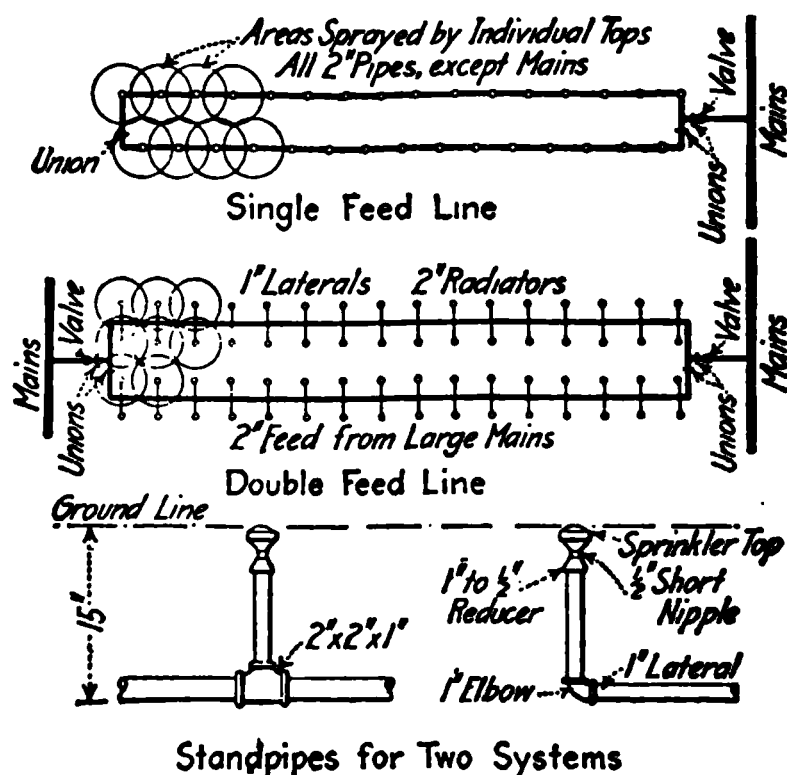 Areas Sprayed by Individual Tops
All 2" Pipes, except Mains
Union
Valve
Unions
Mains
Single Feed Line
1" Laterals 2" Radiators
Mains
Valve
Unions
Valve
Unions
Mains
2" Feed from Large Mains
Double Feed Line
Ground Line
15"
2"x2"x1"
Sprinkler Top
1" to ½"
Reducer
½" Short
Nipple
1" Elbow
1" Lateral
Standpipes for Two Systems